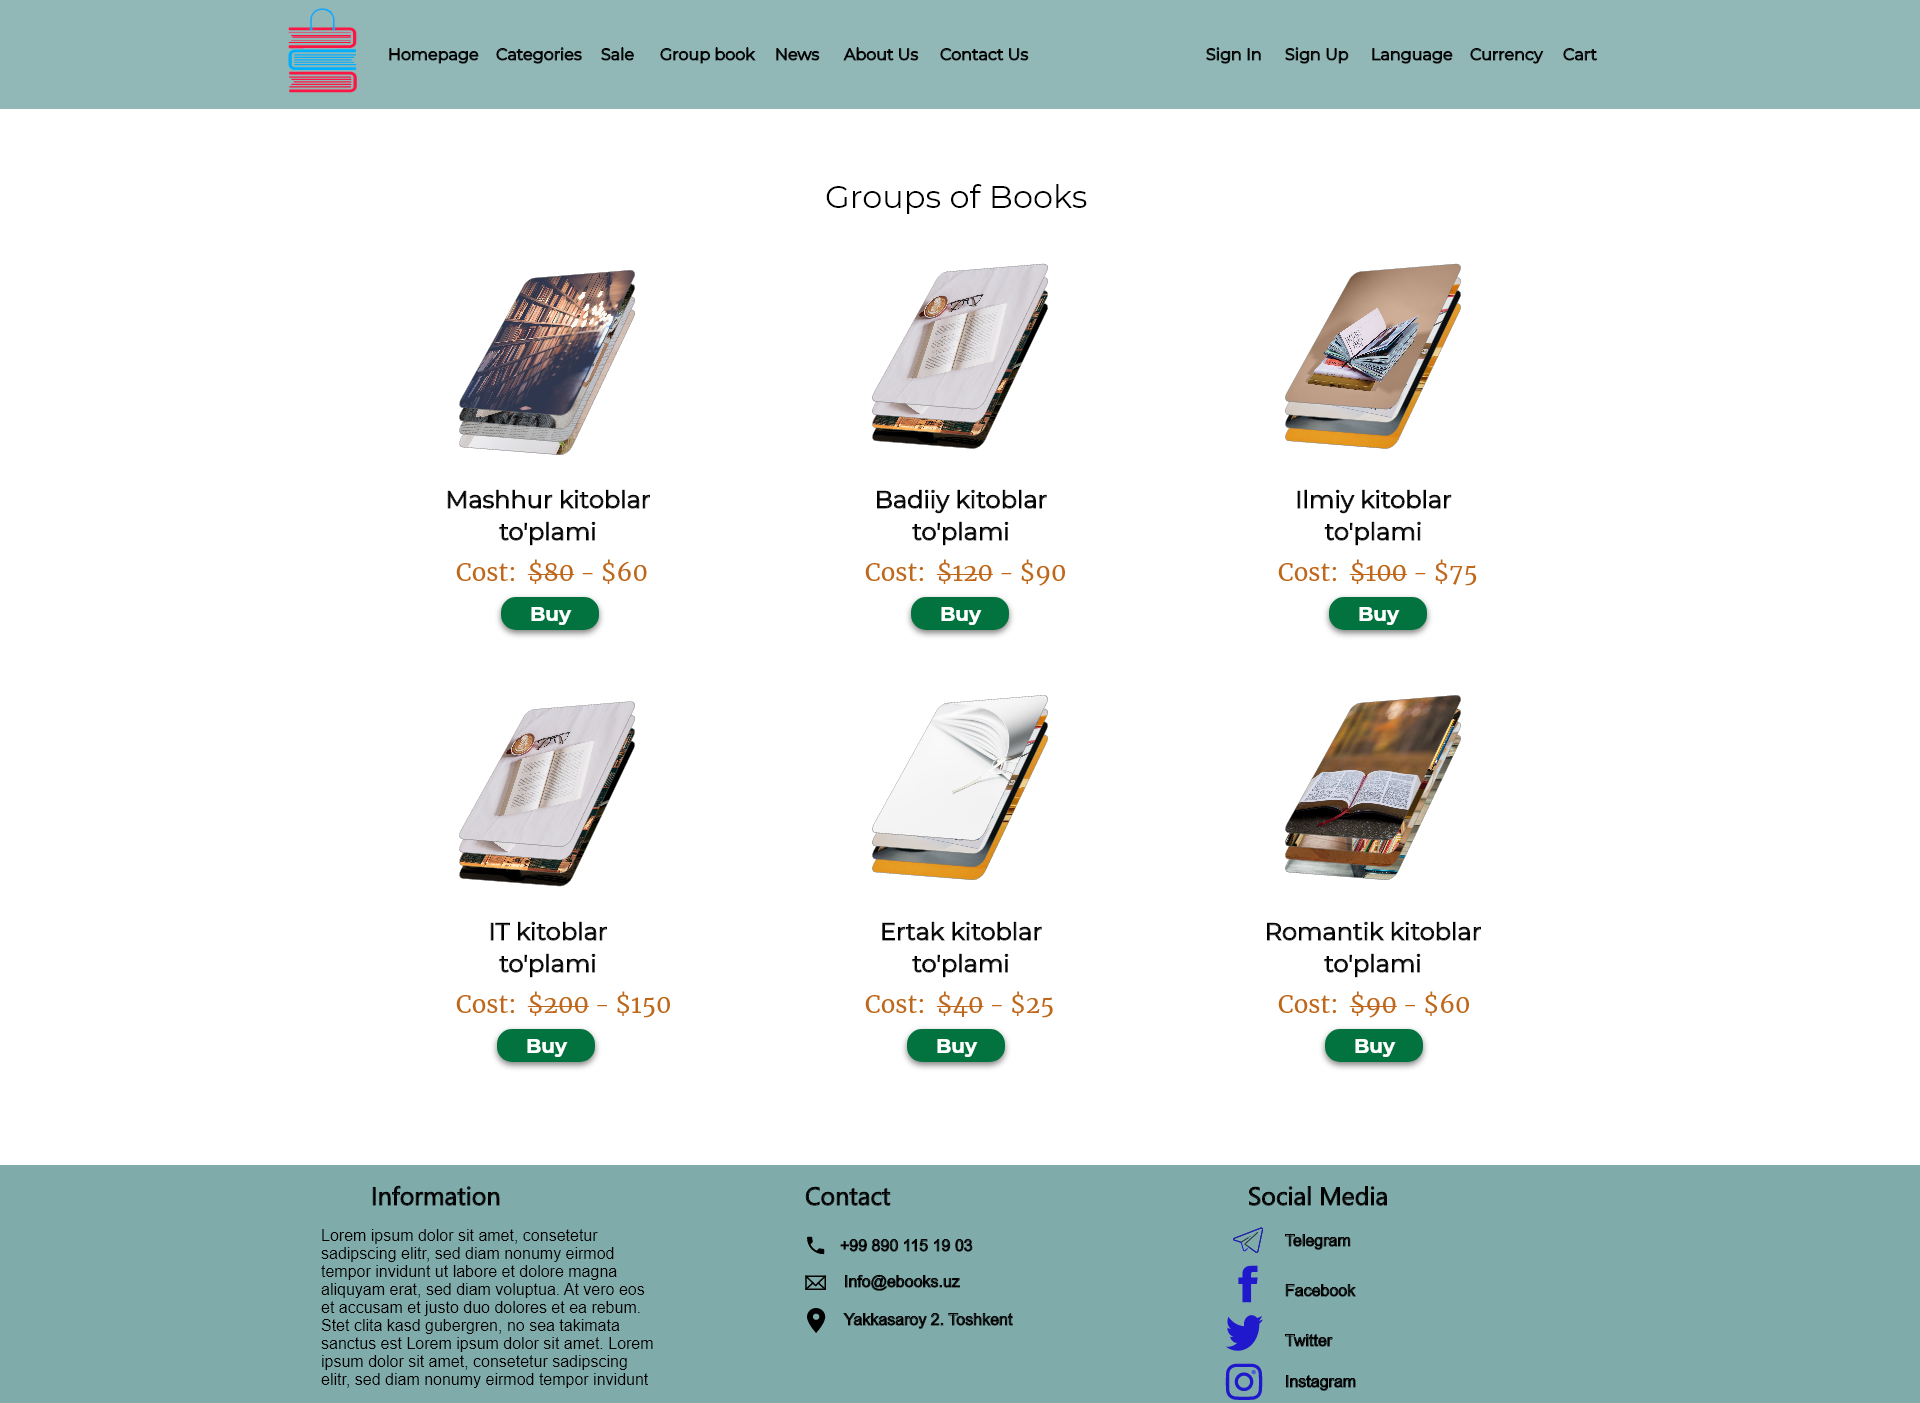 Homepage Categories Sale Group book News About Us Contact Us Sign In Sign Up Language Currency Cart
Groups of Books
Mashhur kitoblar
to'plami
Cost: $80 - $60
Buy
Badiiy kitoblar
to'plami
Cost: $120 - $90
Buy
Ilmiy kitoblar
to'plami
Cost: $100 - $75
Buy
IT kitoblar
to'plami
Cost: $200 - $150
Buy
Ertak kitoblar
to'plami
Cost: $40 - $25
Buy
Romantik kitoblar
to'plami
Cost: $90 - $60
Buy
Information
Lorem ipsum dolor sit amet, consetetur
sadipscing elitr, sed diam nonumy eirmod
tempor invidunt ut labore et dolore magna
aliquyam erat, sed diam voluptua. At vero eos
et accusam et justo duo dolores et ea rebum.
Stet clita kasd gubergren, no sea takimata
sanctus est Lorem ipsum dolor sit amet. Lorem
ipsum dolor sit amet, consetetur sadipscing
elitr, sed diam nonumy eirmod tempor invidunt
Contact
+99 890 115 19 03
Info@ebooks.uz
Yakkasaroy 2. Toshkent
Social Media
Telegram
Facebook
Twitter
Instagram